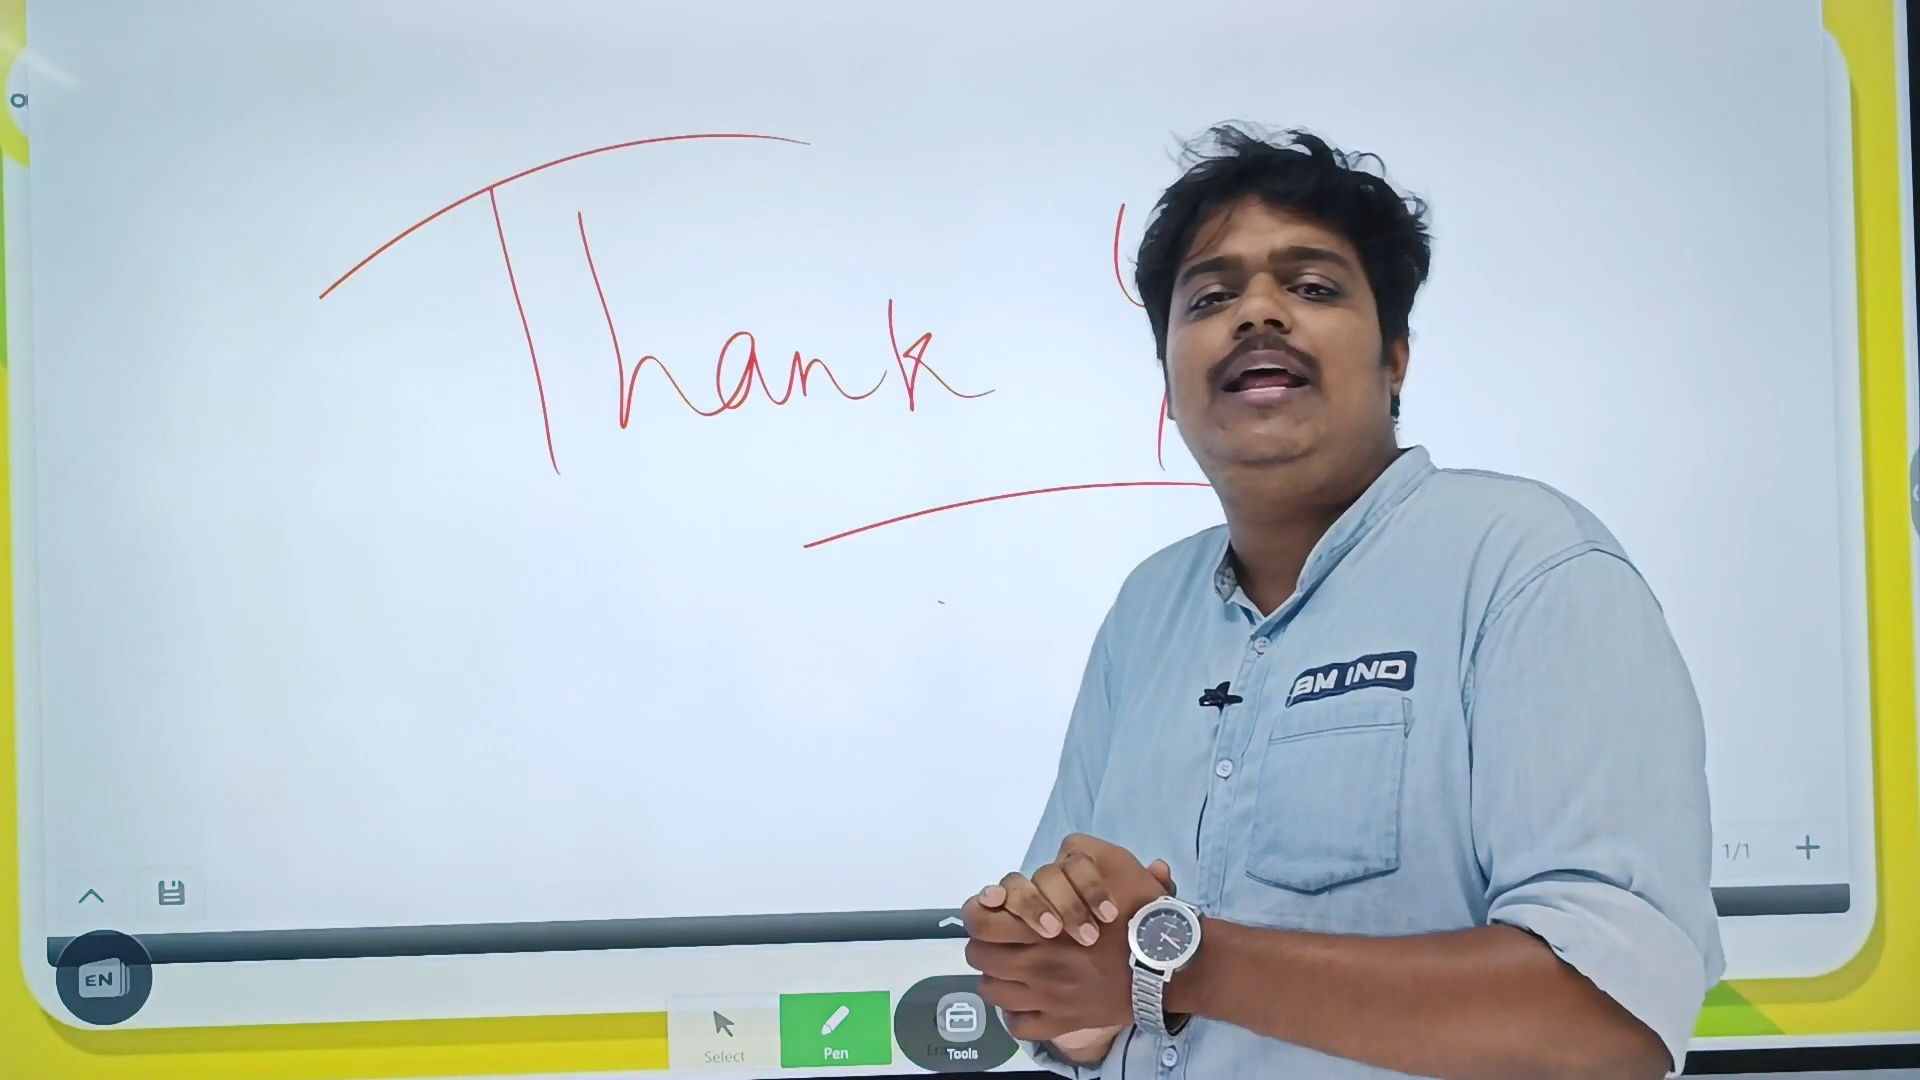 Thank
BM IND
1/1
EN
Select
Pen
Tools